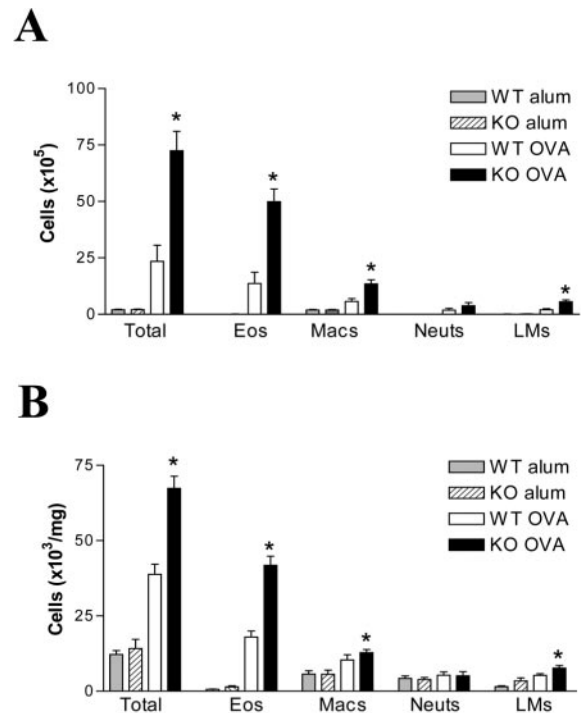 A
Cells (x10⁵)
100
75
50
25
0
WT alum
KO alum
WT OVA
KO OVA
* * * *
Total Eos Macs Neuts LMs
B
Cells (x10³/mg)
75
50
25
0
WT alum
KO alum
WT OVA
KO OVA
* * * *
Total Eos Macs Neuts LMs